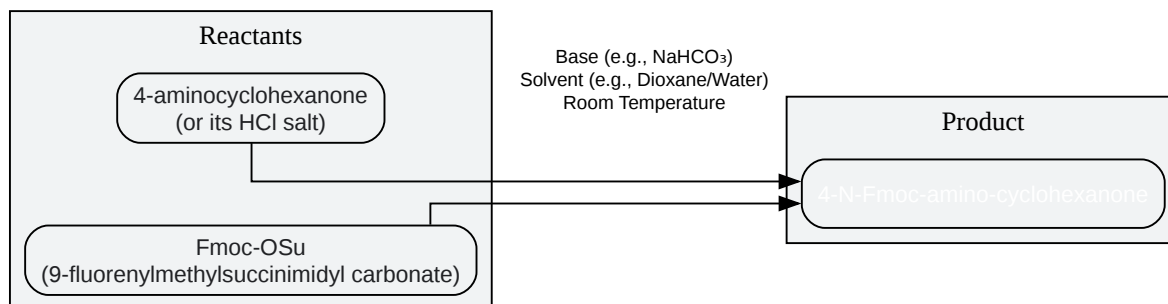 Reactants
4-aminocyclohexanone
(or its HCl salt)
Fmoc-OSu
(9-fluorenylmethylsuccinimidyl carbonate)
Base (e.g., NaHCO₃)
Solvent (e.g., Dioxane/Water)
Room Temperature
Product
4-N-Fmoc-amino-cyclohexanone